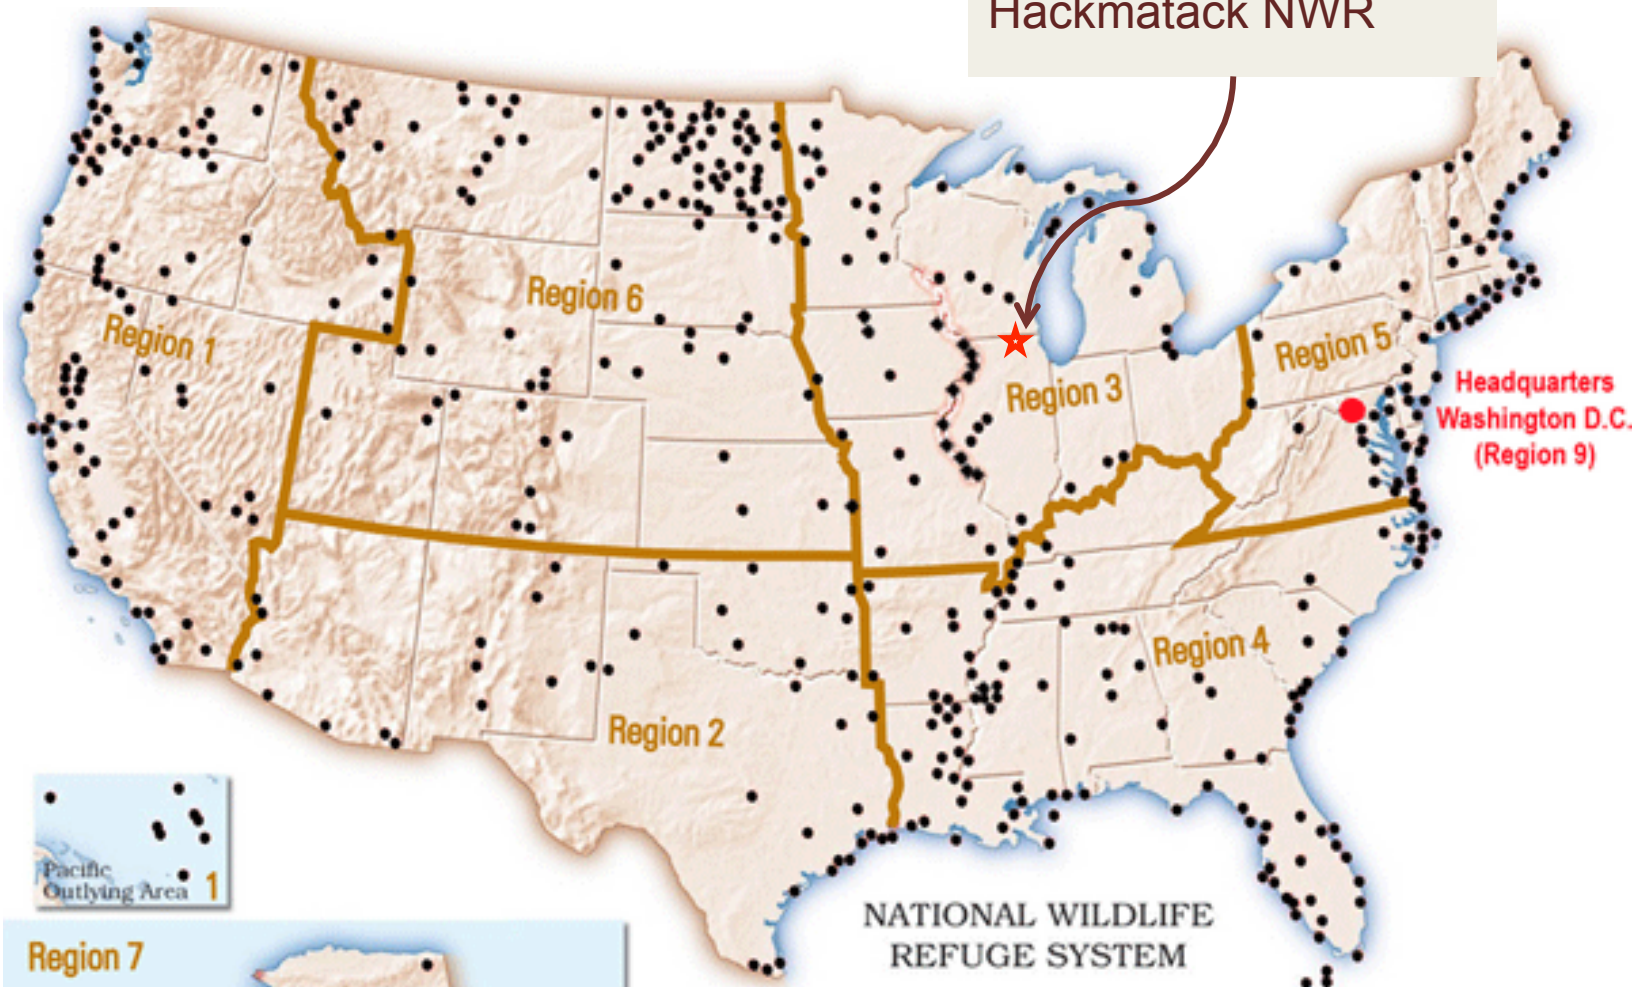 Hackmatack NWR
Region 6
Region 1
Region 5
Region 3
Headquarters
Washington D.C.
(Region 9)
Region 4
Region 2
Pacific
Outlying Area 1
NATIONAL WILDLIFE
REFUGE SYSTEM
Region 7